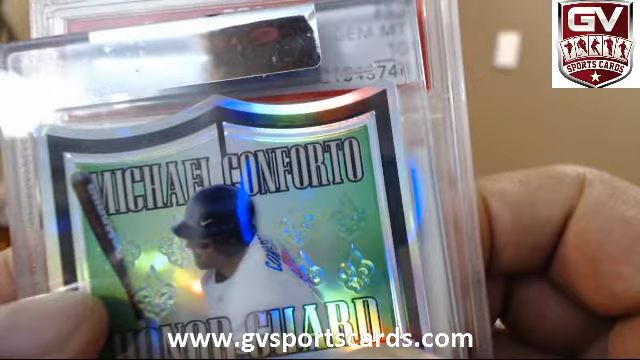 GV
SPORTS CARDS
GEM MT
10
MICHAEL CONFORTO
HONOR GUARD
www.gvsportscards.com